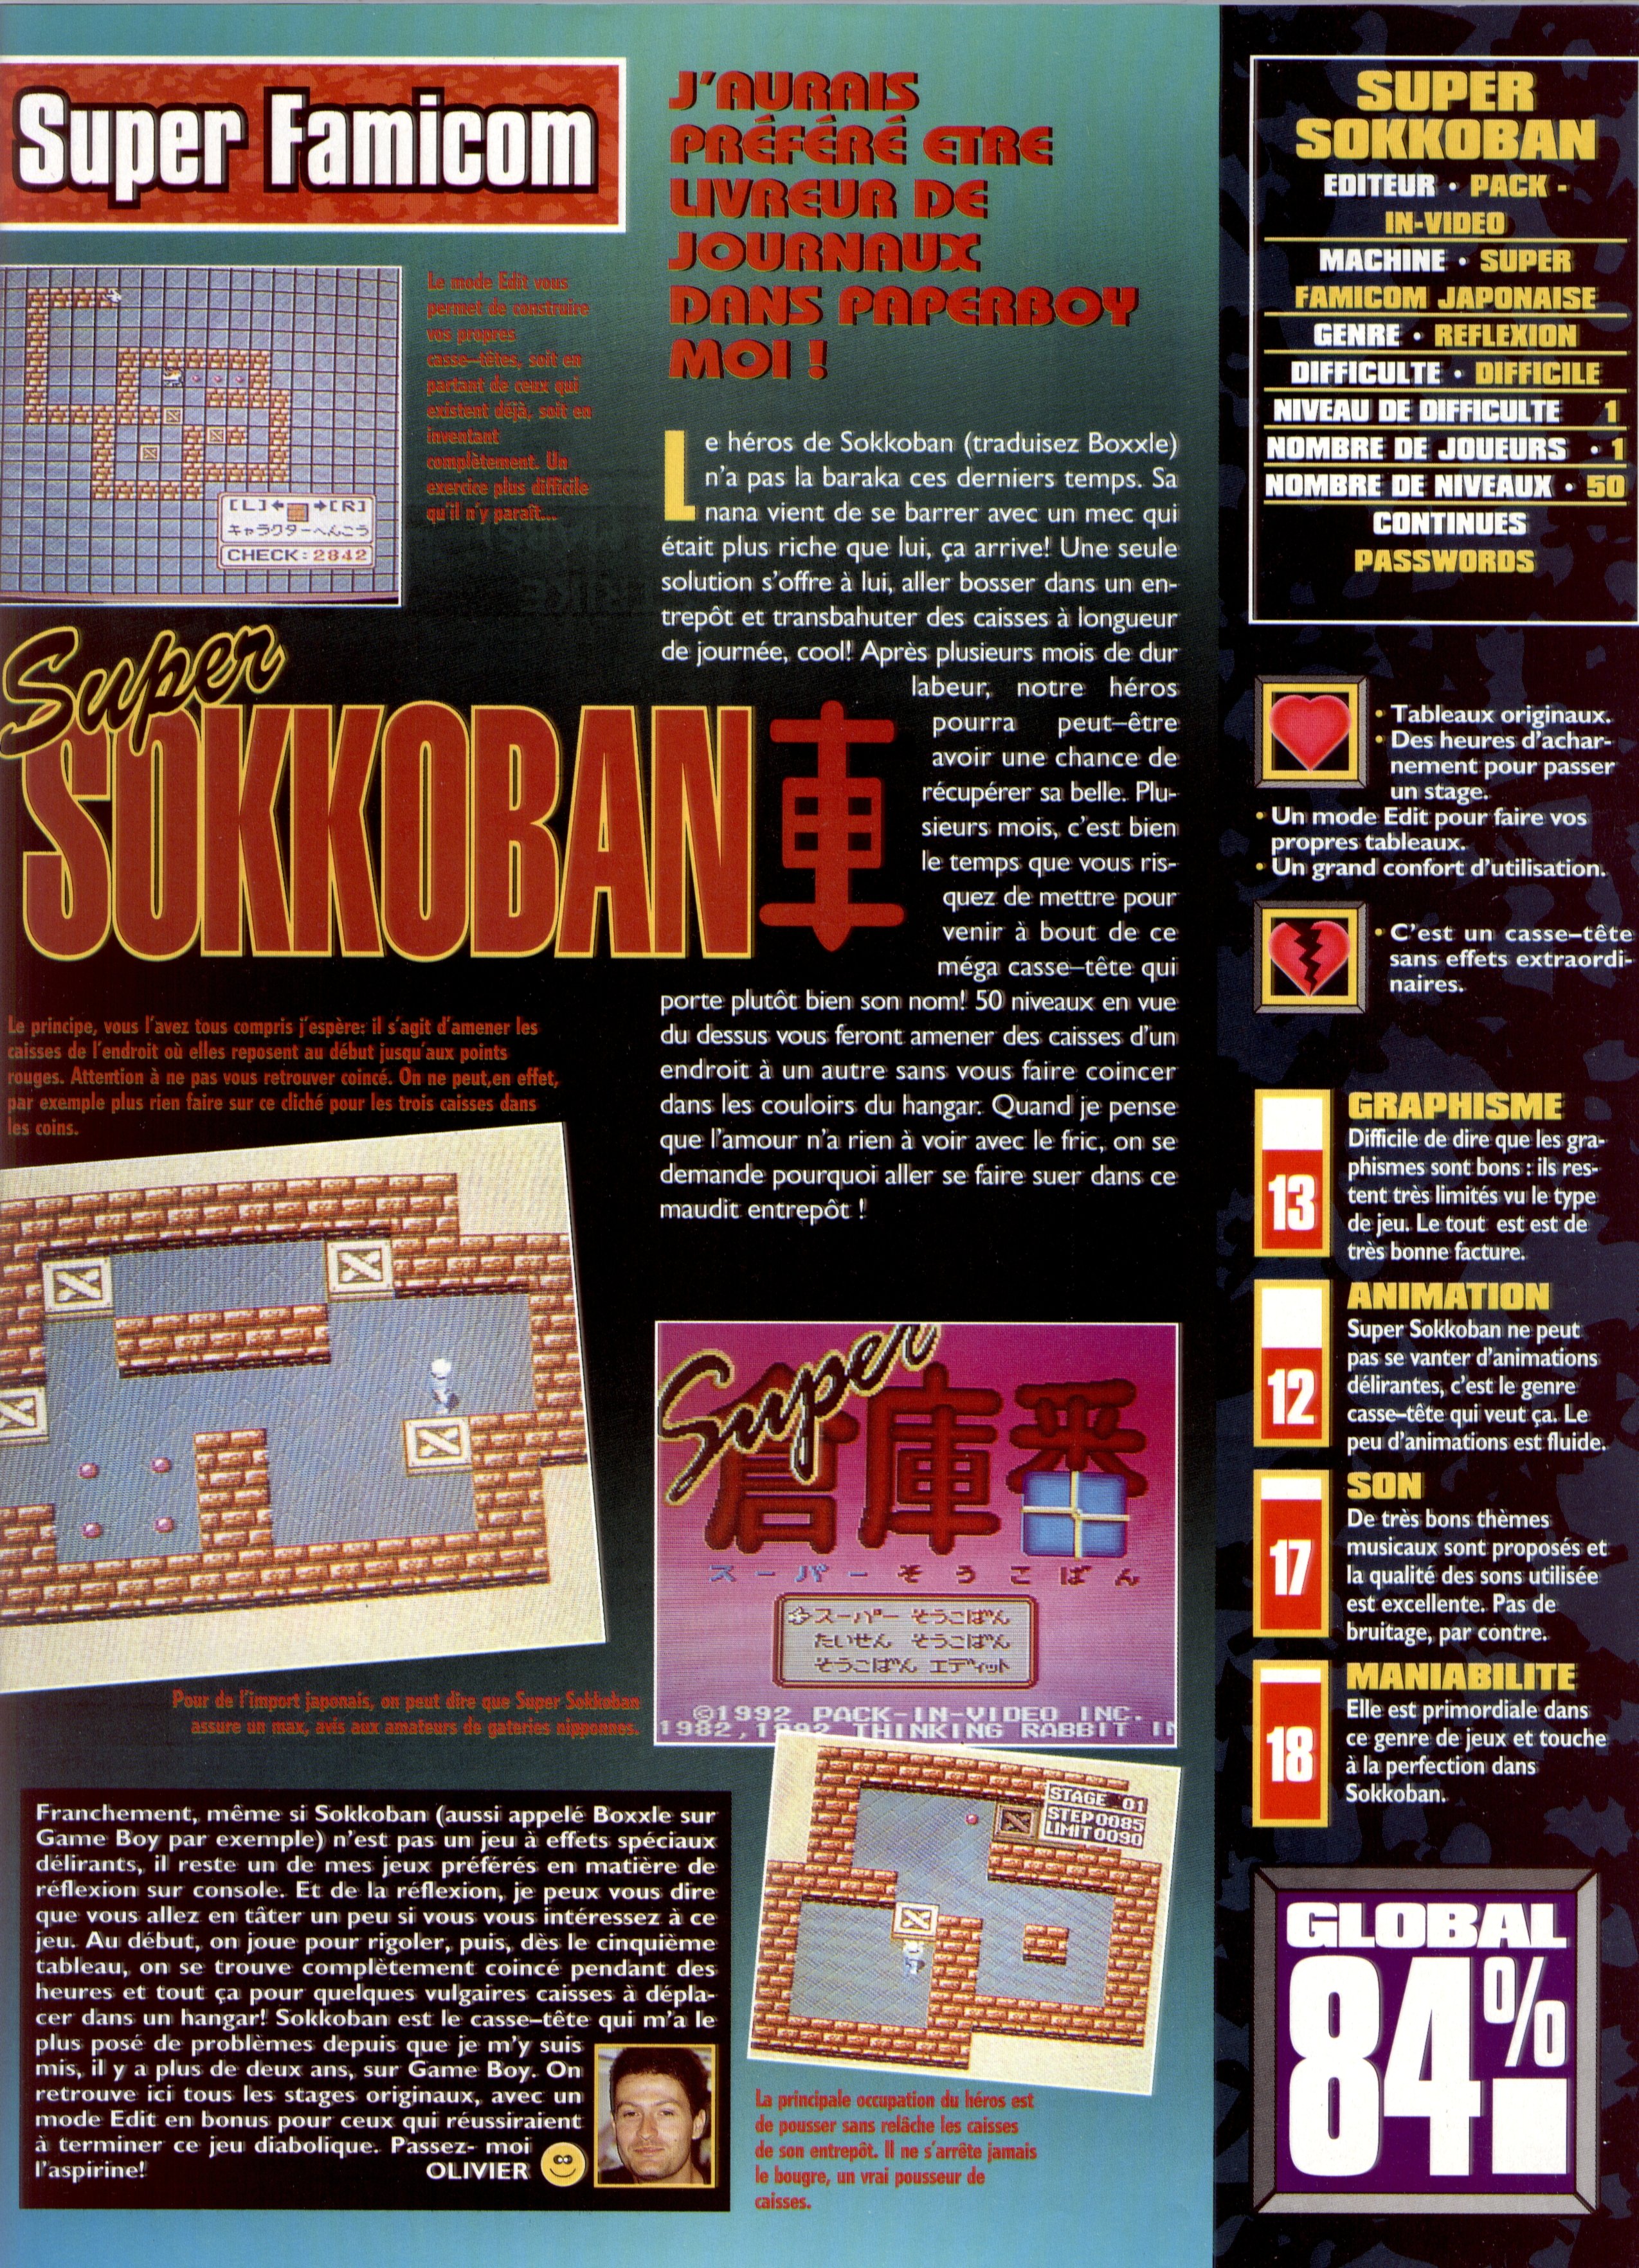 Super Famicom
J'AURAIS
PRÉFÉRÉ ETRE
LIVREUR DE
JOURNAUX
DANS PAPERBOY
MOI !
Le mode Edit vous
permet de construire
vos propres
casse-têtes, soit en
partant de ceux qui
existent déjà, soit en
inventant
complètement. Un
exercice plus difficile
qu'il n'y paraît...
[L]←→[R]
キャラクターへんこう
CHECK:2842
Le héros de Sokkoban (traduisez Boxxle)
n'a pas la baraka ces derniers temps. Sa
nana vient de se barrer avec un mec qui
était plus riche que lui, ça arrive! Une seule
solution s'offre à lui, aller bosser dans un en-
trepôt et transbahuter des caisses à longueur
de journée, cool! Après plusieurs mois de dur
labeur, notre héros
pourra peut-être
avoir une chance de
récupérer sa belle. Plu-
sieurs mois, c'est bien
le temps que vous ris-
quez de mettre pour
venir à bout de ce
méga casse-tête qui
porte plutôt bien son nom! 50 niveaux en vue
du dessus vous feront amener des caisses d'un
endroit à un autre sans vous faire coincer
dans les couloirs du hangar. Quand je pense
que l'amour n'a rien à voir avec le fric, on se
demande pourquoi aller se faire suer dans ce
maudit entrepôt !
Super
SOKKOBAN
Le principe, vous l'avez tous compris j'espère: il s'agit d'amener les
caisses de l'endroit où elles reposent au début jusqu'aux points
rouges. Attention à ne pas vous retrouver coincé. On ne peut,en effet,
par exemple plus rien faire sur ce cliché pour les trois caisses dans
les coins.
Super
倉庫番
スーパーそうこばん
スーパー そうこばん
たいせん そうこばん
そうこばん エディット
©1992 PACK-IN-VIDEO INC.
1982,1992 THINKING RABBIT IN
Pour de l'import japonais, on peut dire que Super Sokkoban
assure un max, avis aux amateurs de gateries nipponnes.
STAGE 01
STEP0085
LIMIT0090
La principale occupation du héros est
de pousser sans relâche les caisses
de son entrepôt. Il ne s'arrête jamais
le bougre, un vrai pousseur de
caisses.
Franchement, même si Sokkoban (aussi appelé Boxxle sur
Game Boy par exemple) n'est pas un jeu à effets spéciaux
délirants, il reste un de mes jeux préférés en matière de
réflexion sur console. Et de la réflexion, je peux vous dire
que vous allez en tâter un peu si vous vous intéressez à ce
jeu. Au début, on joue pour rigoler, puis, dès le cinquième
tableau, on se trouve complètement coincé pendant des
heures et tout ça pour quelques vulgaires caisses à dépla-
cer dans un hangar! Sokkoban est le casse-tête qui m'a le
plus posé de problèmes depuis que je m'y suis
mis, il y a plus de deux ans, sur Game Boy. On
retrouve ici tous les stages originaux, avec un
mode Edit en bonus pour ceux qui réussiraient
à terminer ce jeu diabolique. Passez- moi
l'aspirine! OLIVIER
SUPER
SOKKOBAN
EDITEUR • PACK -
IN-VIDEO
MACHINE • SUPER
FAMICOM JAPONAISE
GENRE • REFLEXION
DIFFICULTE • DIFFICILE
NIVEAU DE DIFFICULTE 1
NOMBRE DE JOUEURS • 1
NOMBRE DE NIVEAUX • 50
CONTINUES
PASSWORDS
• Tableaux originaux.
• Des heures d'achar-
nement pour passer
un stage.
• Un mode Edit pour faire vos
propres tableaux.
• Un grand confort d'utilisation.
• C'est un casse-tête
sans effets extraordi-
naires.
GRAPHISME
13
Difficile de dire que les gra-
phismes sont bons : ils res-
tent très limités vu le type
de jeu. Le tout est est de
très bonne facture.
ANIMATION
12
Super Sokkoban ne peut
pas se vanter d'animations
délirantes, c'est le genre
casse-tête qui veut ça. Le
peu d'animations est fluide.
SON
17
De très bons thèmes
musicaux sont proposés et
la qualité des sons utilisée
est excellente. Pas de
bruitage, par contre.
MANIABILITE
18
Elle est primordiale dans
ce genre de jeux et touche
à la perfection dans
Sokkoban.
GLOBAL
84%